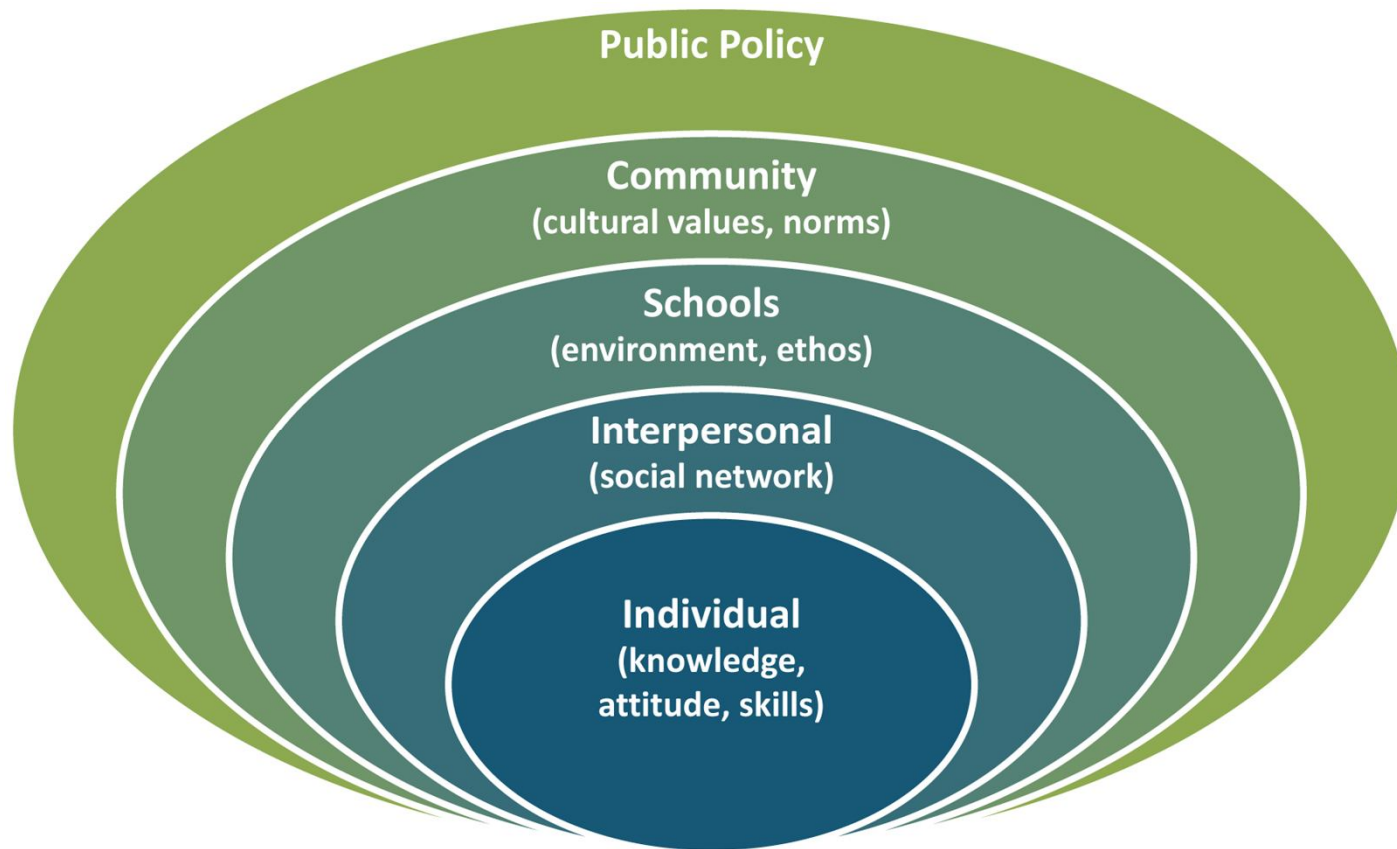 Public Policy
Community
(cultural values, norms)
Schools
(environment, ethos)
Interpersonal
(social network)
Individual
(knowledge,
attitude, skills)